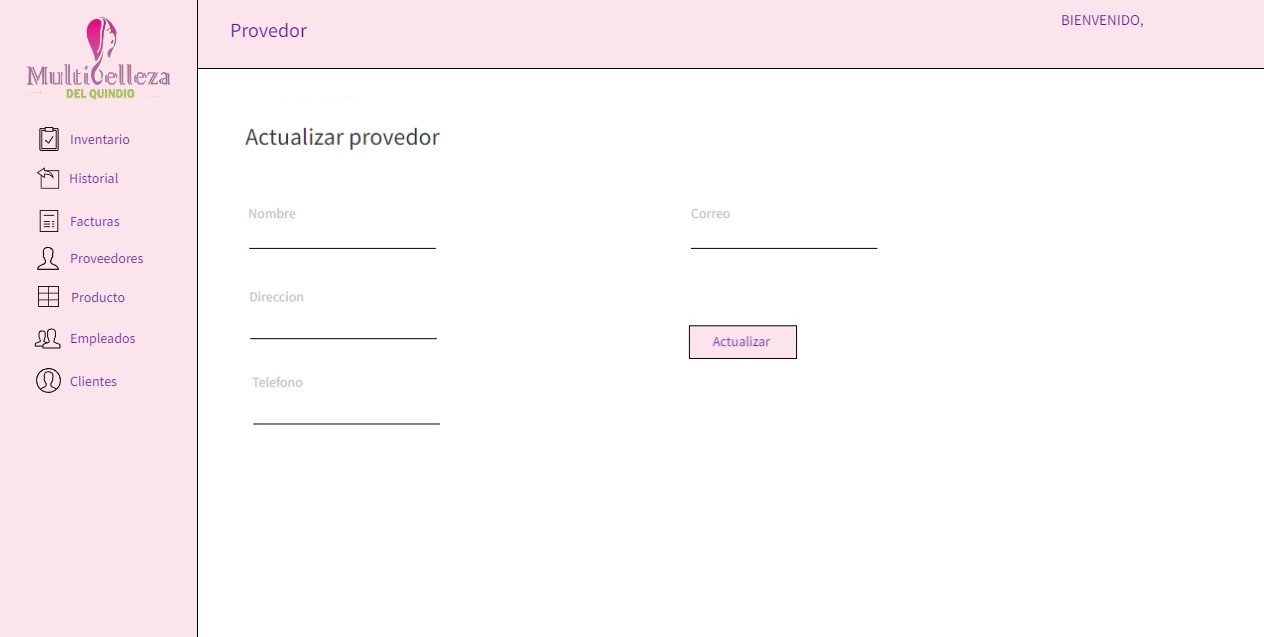 Multibelleza
DEL QUINDIO
Inventario
Historial
Facturas
Proveedores
Producto
Empleados
Clientes
Provedor
BIENVENIDO,
Actualizar provedor
Nombre
Correo
Direccion
Actualizar
Telefono